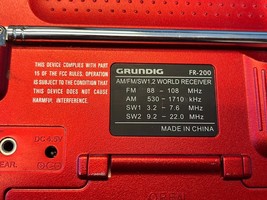 THIS DEVICE COMPLIES WITH PART
15 OF THE FCC RULES. OPERATION
IS SUBJECT TO THE CONDITION THAT
THIS DEVICE DOES NOT CAUSE
HARMFUL INTERFERENCE.
GRUNDIG FR-200
AM/FM/SW1,2 WORLD RECEIVER
FM 88 - 108 MHz
AM 530 - 1710 kHz
SW1 3.2 - 7.6 MHz
SW2 9.2 - 22.0 MHz
MADE IN CHINA
EAR.
DC 4.5V